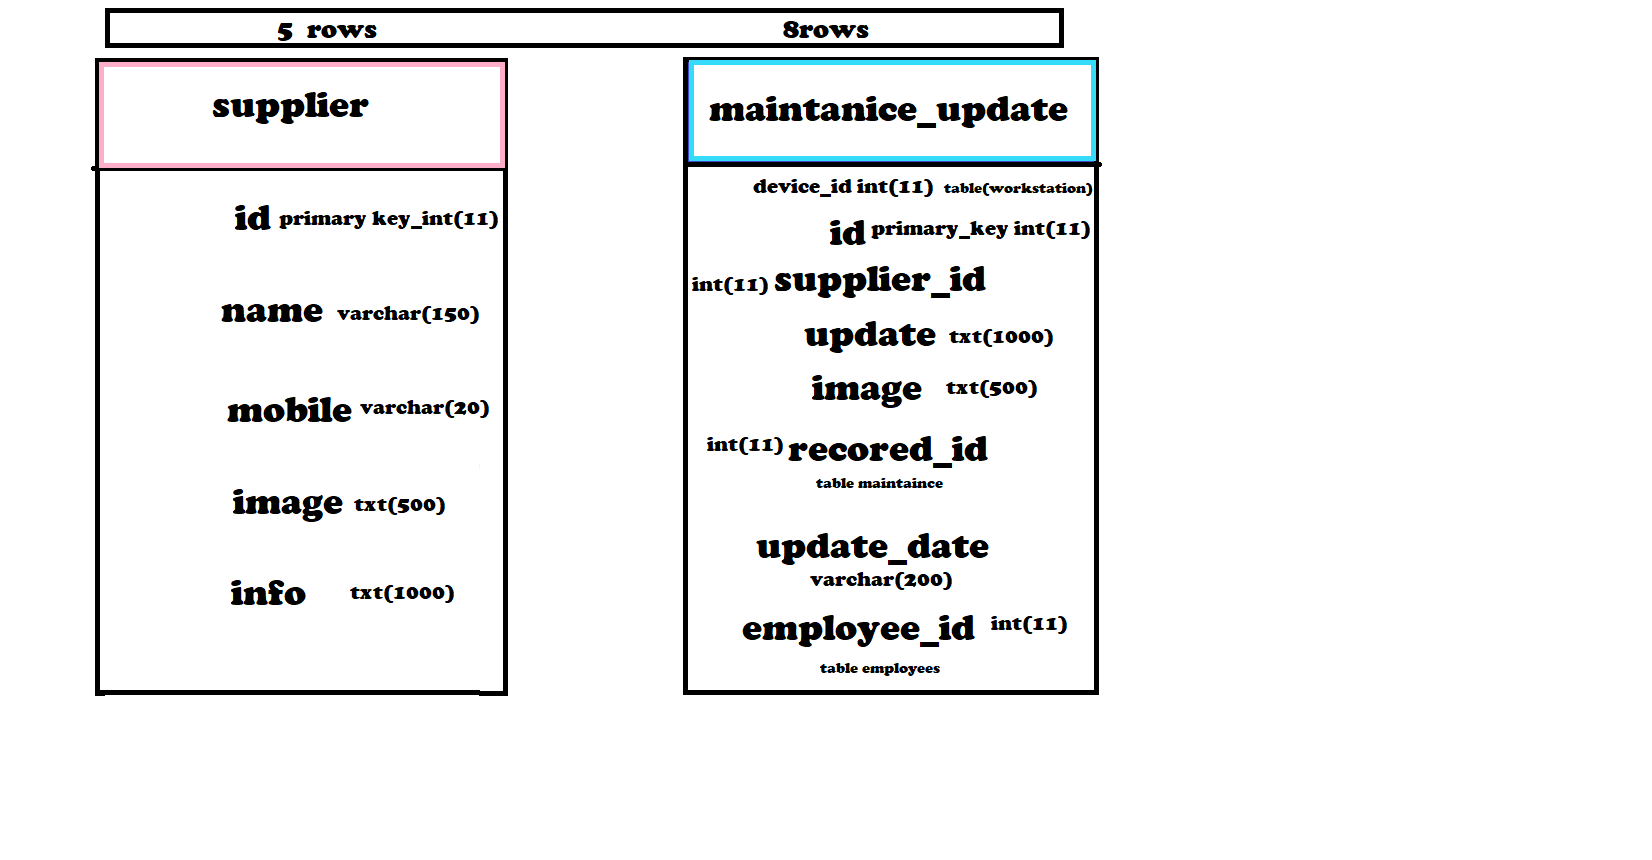 5 rows
8rows
supplier
id primary key_int(11)
name varchar(150)
mobile varchar(20)
image txt(500)
info txt(1000)
maintanice_update
device_id int(11) table(workstation)
id primary_key int(11)
int(11) supplier_id
update txt(1000)
image txt(500)
int(11) recored_id
table maintaince
update_date
varchar(200)
employee_id int(11)
table employees